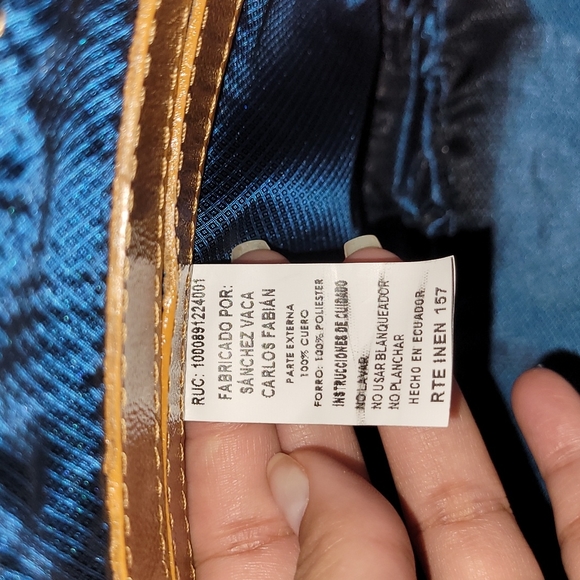 RUC: 1000891224001
FABRICADO POR:
SÁNCHEZ VACA
CARLOS FABIÁN
PARTE EXTERNA
100% CUERO
FORRO: 100% POLIESTER
INSTRUCCIONES DE CUIDADO
NO LAVAR
NO USAR BLANQUEADOR
NO PLANCHAR
HECHO EN ECUADOR
RTE INEN 157